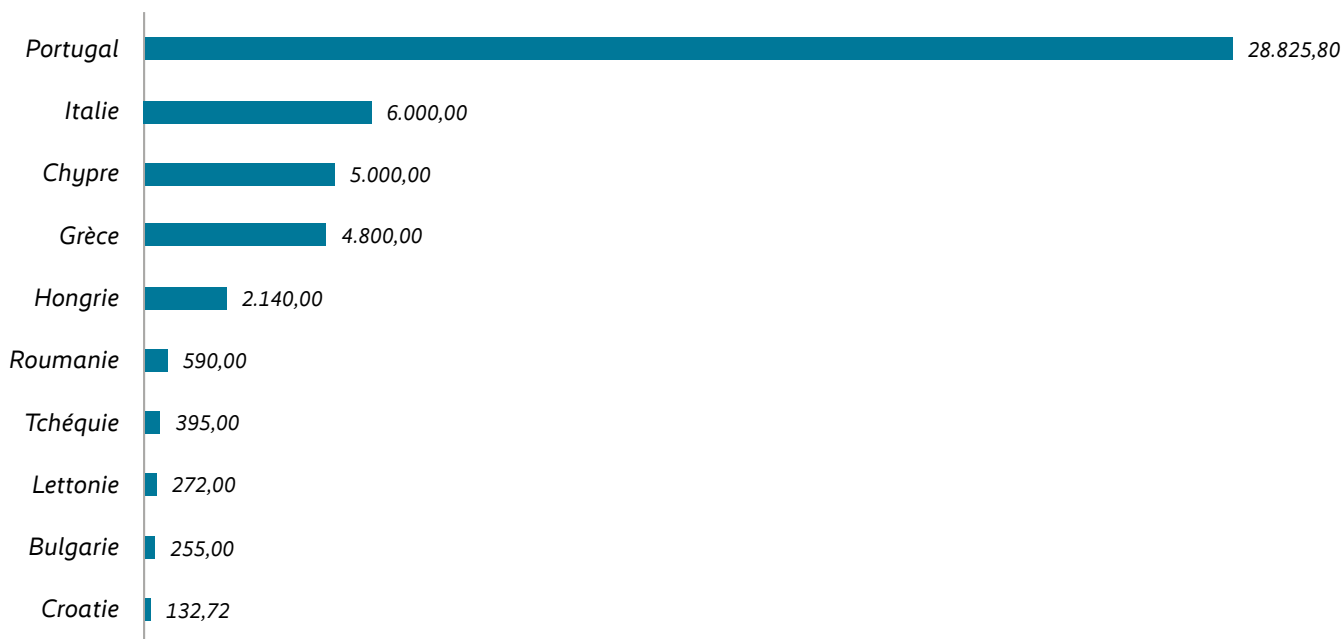 Portugal 28.825,80
Italie 6.000,00
Chypre 5.000,00
Grèce 4.800,00
Hongrie 2.140,00
Roumanie 590,00
Tchéquie 395,00
Lettonie 272,00
Bulgarie 255,00
Croatie 132,72